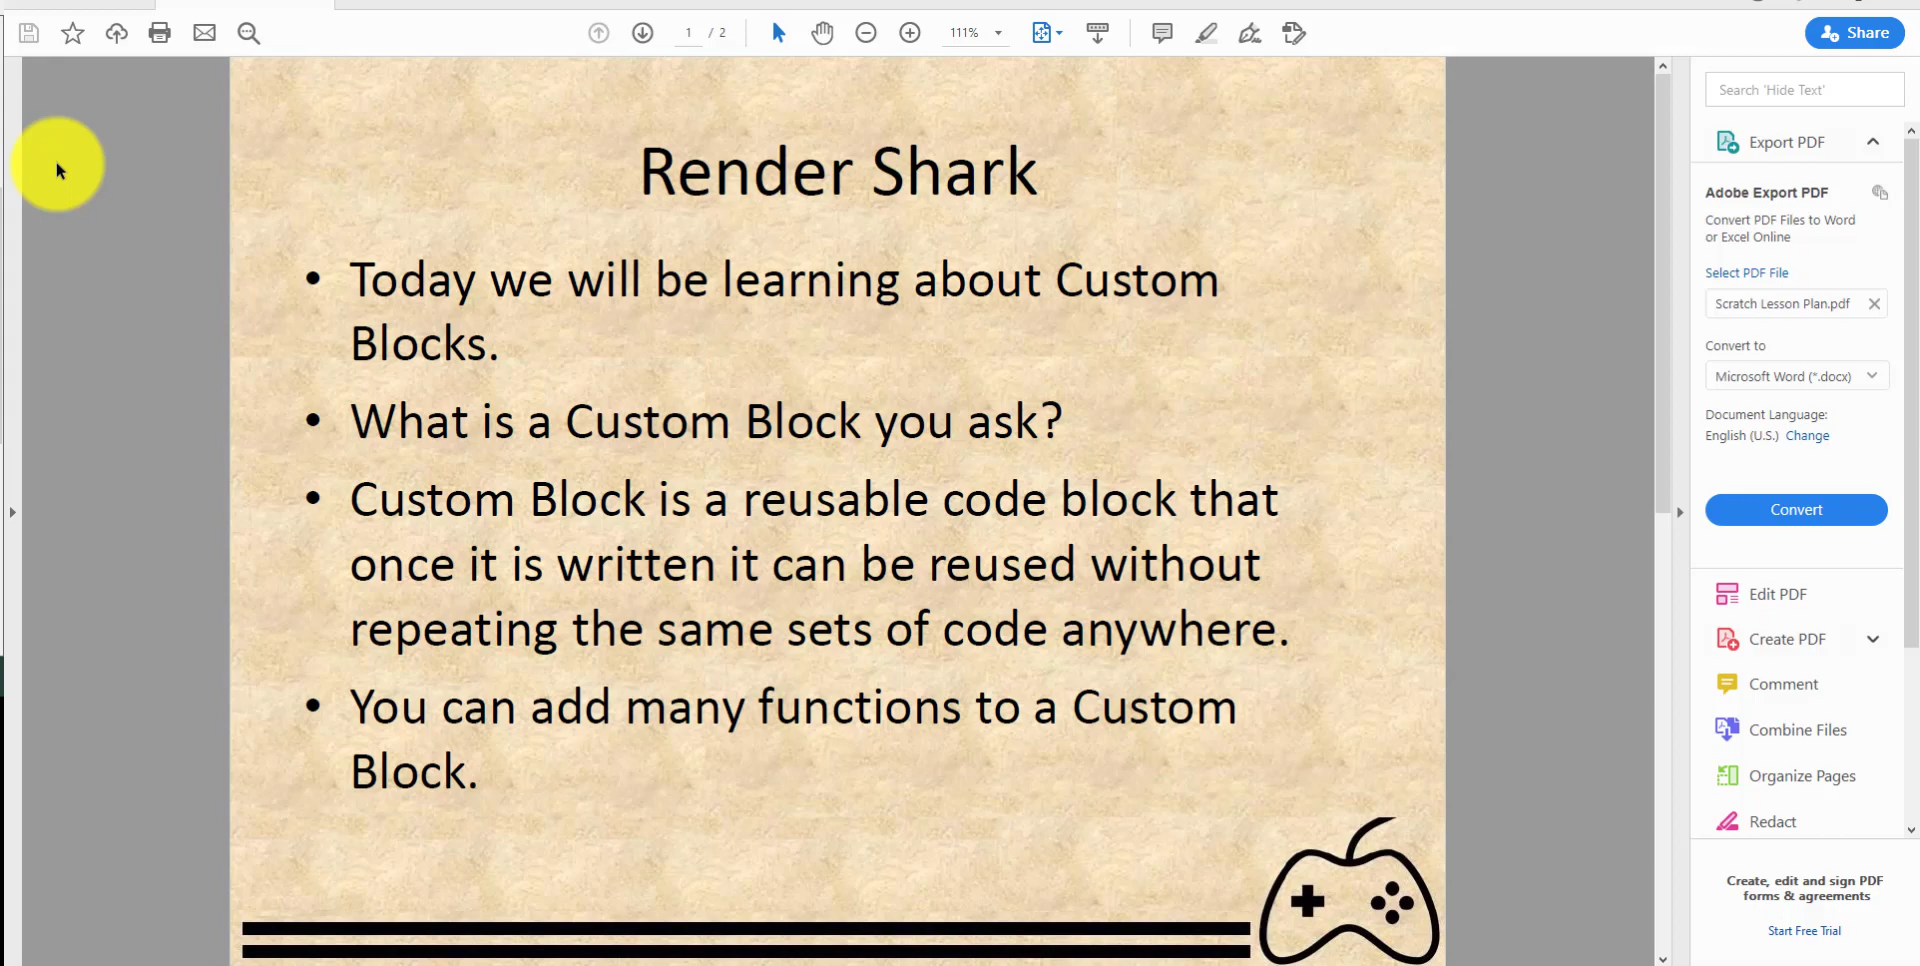 1 / 2
111%
Share
Render Shark
• Today we will be learning about Custom
Blocks.
• What is a Custom Block you ask?
• Custom Block is a reusable code block that
once it is written it can be reused without
repeating the same sets of code anywhere.
• You can add many functions to a Custom
Block.
Search 'Hide Text'
Export PDF
Adobe Export PDF
Convert PDF Files to Word
or Excel Online
Select PDF File
Scratch Lesson Plan.pdf
Convert to
Microsoft Word (*.docx)
Document Language:
English (U.S.) Change
Convert
Edit PDF
Create PDF
Comment
Combine Files
Organize Pages
Redact
Create, edit and sign PDF
forms & agreements
Start Free Trial